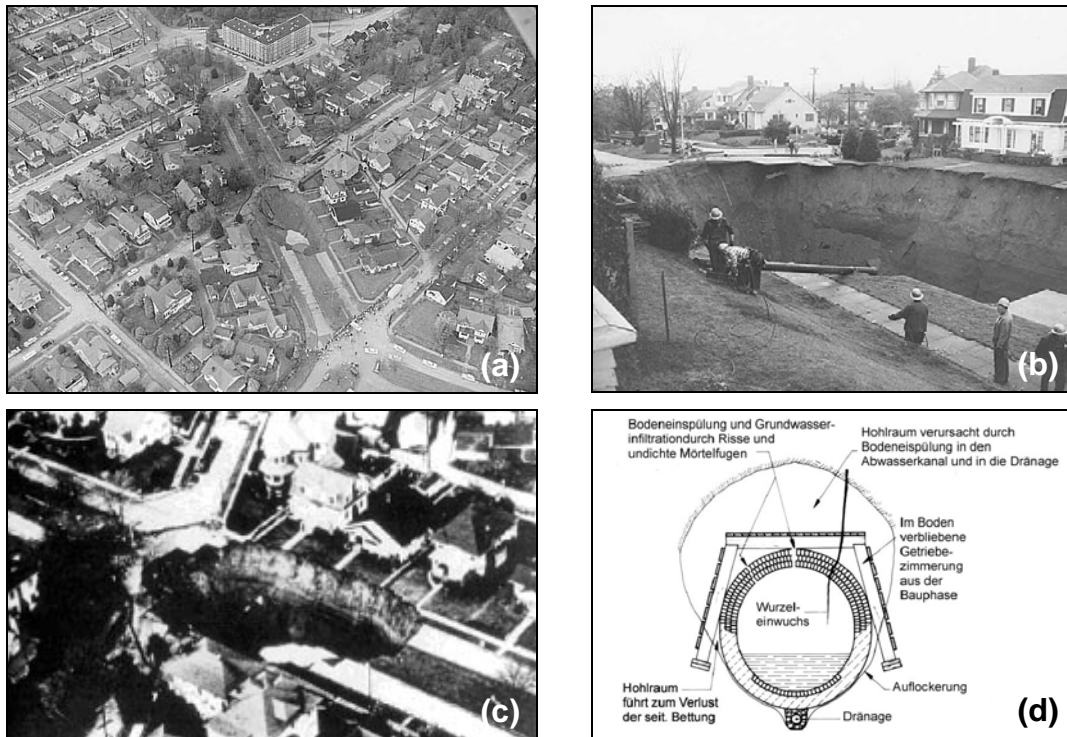 (a)
(b)
(c)
Bodeneinspülung und Grundwasser-
infiltrationdurch Risse und
undichte Mörtelfugen
Hohlraum verursacht durch
Bodeneispülung in den
Abwasserkanal und in die Dränage
Im Boden
verbliebene
Getriebe-
zimmerung
aus der
Bauphase
Wurzel-
einwuchs
Hohlraum
führt zum Verlust
der seit. Bettung
Auflockerung
Dränage
(d)